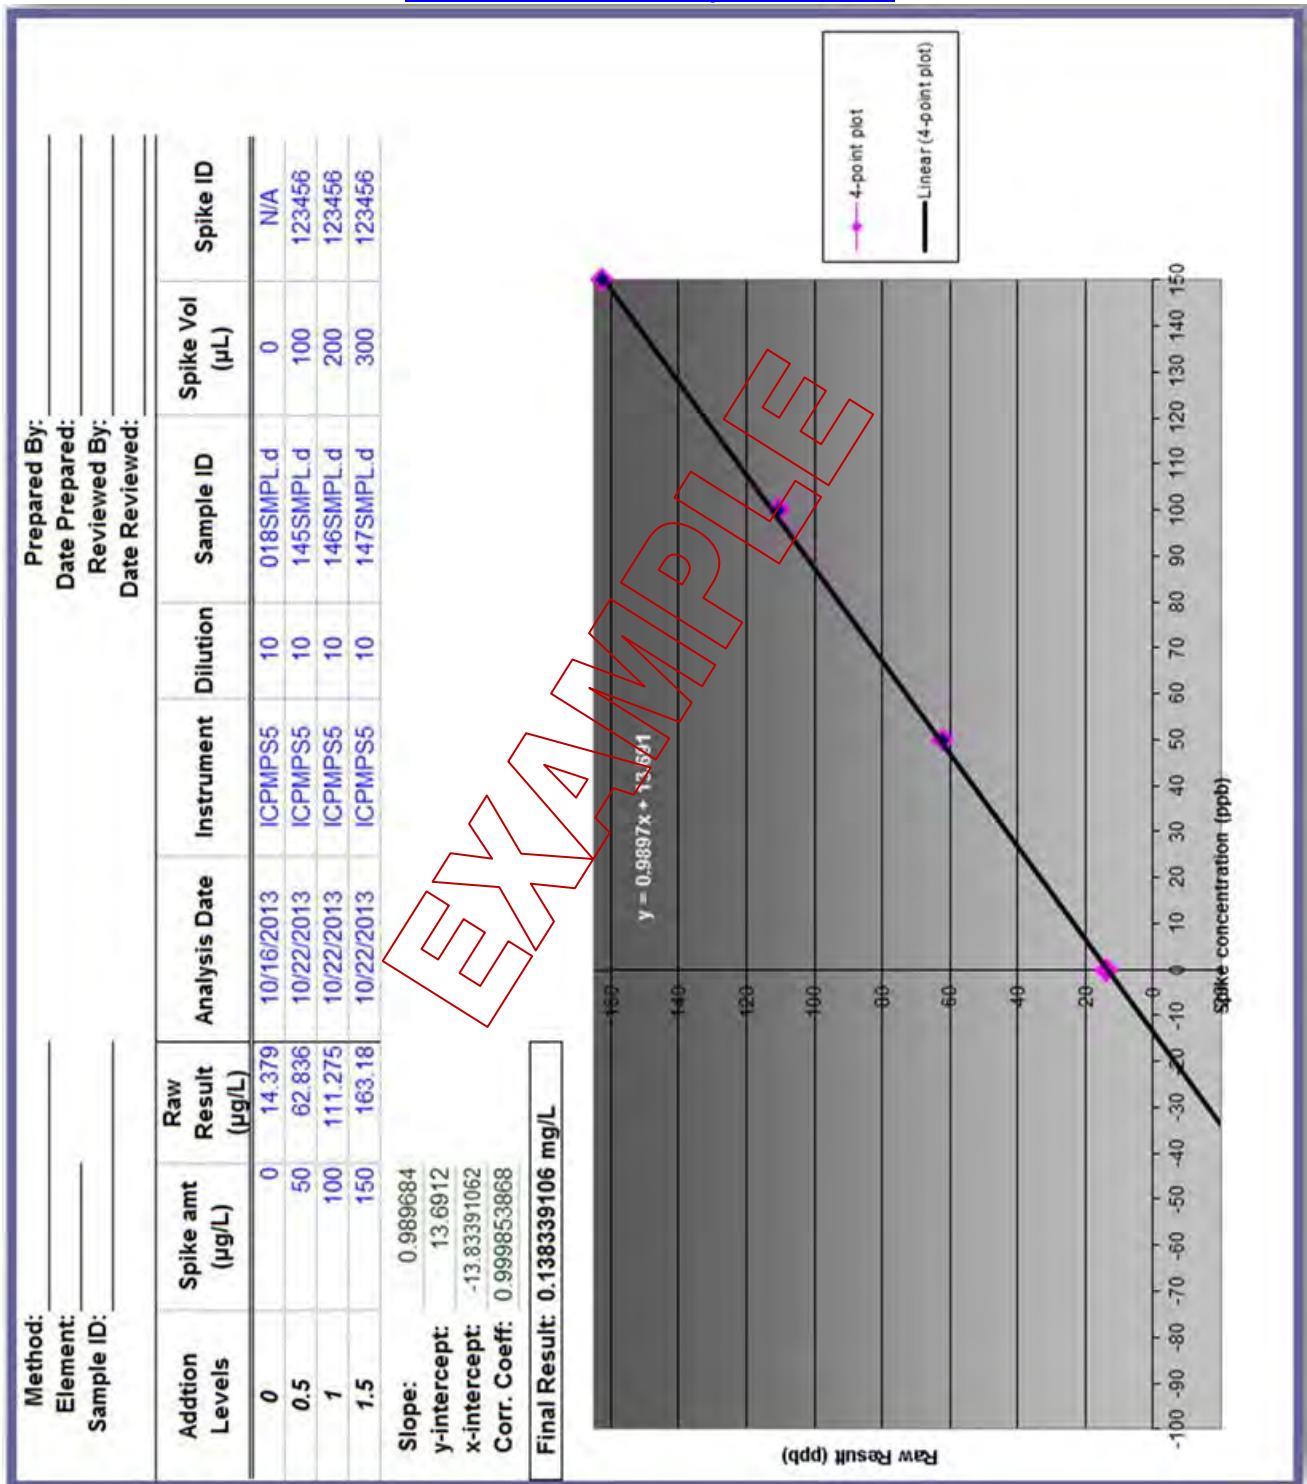 Method:
Element:
Sample ID:
Prepared By:
Date Prepared:
Reviewed By:
Date Reviewed:
Addtion Levels Spike amt (µg/L) Raw Result (µg/L) Analysis Date Instrument Dilution Sample ID Spike Vol (µL) Spike ID
0 0 14.379 10/16/2013 ICPMPS5 10 018SMPL.d 0 N/A
0.5 50 62.836 10/22/2013 ICPMPS5 10 145SMPL.d 100 123456
1 100 111.275 10/22/2013 ICPMPS5 10 146SMPL.d 200 123456
1.5 150 163.18 10/22/2013 ICPMPS5 10 147SMPL.d 300 123456
Slope: 0.989684
y-intercept: 13.6912
x-intercept: -13.83391062
Corr. Coeff: 0.999853868
Final Result: 0.138339106 mg/L
EXAMPLE
y = 0.9897x + 13.691
160
140
120
100
80
60
40
20
0
-100 -90 -80 -70 -60 -50 -40 -30 -20 -10 0 10 20 30 40 50 60 70 80 90 100 110 120 130 140 150
Raw Result (ppb)
Spike concentration (ppb)
4-point plot
Linear (4-point plot)